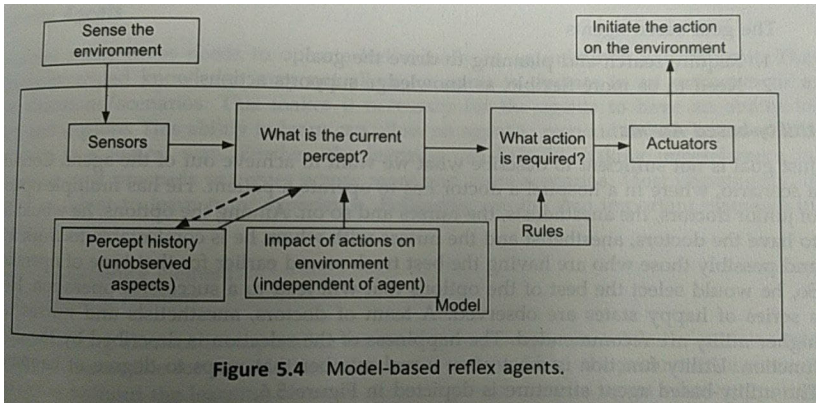 Sense the
environment
Initiate the action
on the environment
Sensors
What is the current
percept?
What action
is required?
Actuators
Percept history
(unobserved
aspects)
Impact of actions on
environment
(independent of agent)
Rules
Model
Figure 5.4 Model-based reflex agents.